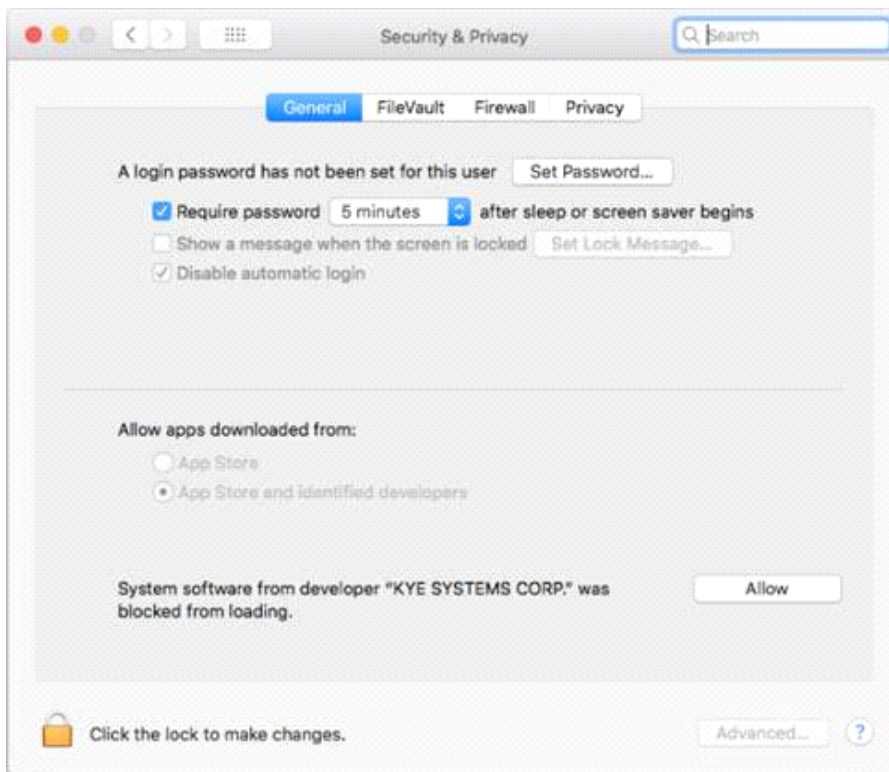 Security & Privacy
Search
General FileVault Firewall Privacy
A login password has not been set for this user Set Password...
Require password 5 minutes after sleep or screen saver begins
Show a message when the screen is locked Set Lock Message...
Disable automatic login
Allow apps downloaded from:
App Store
App Store and identified developers
System software from developer “KYE SYSTEMS CORP.” was
blocked from loading.
Allow
Click the lock to make changes.
Advanced...
?